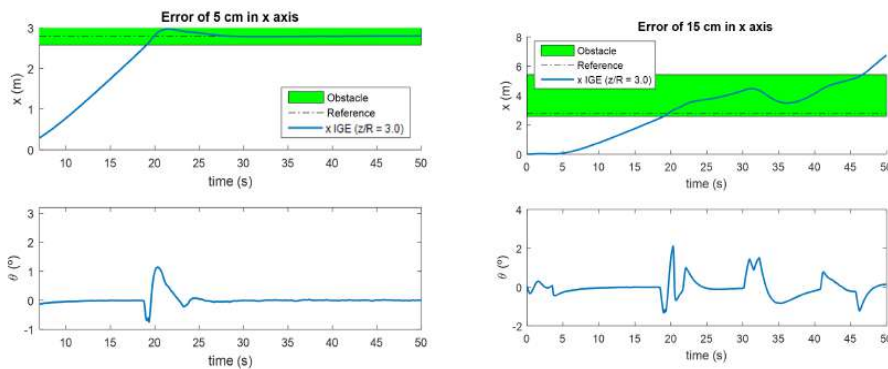 Error of 5 cm in x axis
3
2
1
0
x (m)
Obstacle
Reference
x IGE (z/R = 3.0)
10 15 20 25 30 35 40 45 50
time (s)
3
2
1
0
-1
θ (º)
10 15 20 25 30 35 40 45 50
time (s)
Error of 15 cm in x axis
8
6
4
2
0
x (m)
Obstacle
Reference
x IGE (z/R = 3.0)
0 5 10 15 20 25 30 35 40 45 50
time (s)
4
2
0
-2
θ (º)
0 5 10 15 20 25 30 35 40 45 50
time (s)